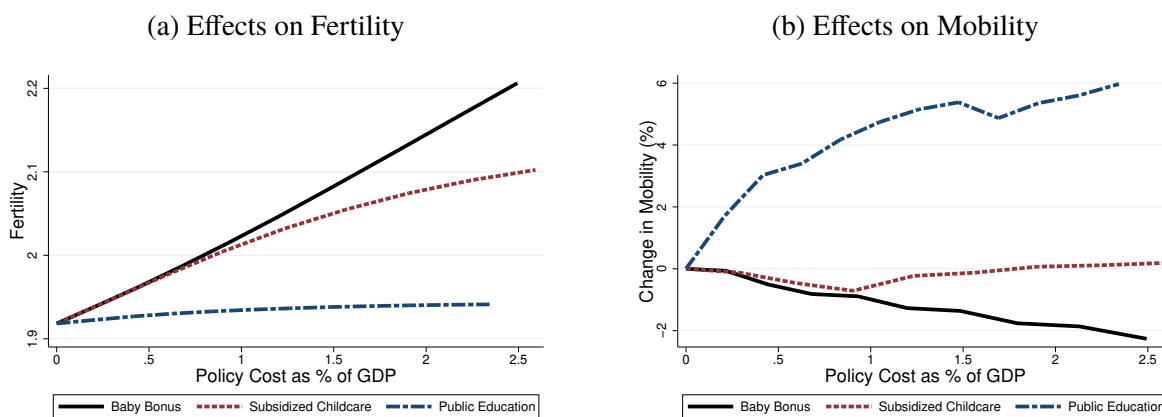 (a) Effects on Fertility
Fertility
2.2
2.1
2
1.9
0 .5 1 1.5 2 2.5
Policy Cost as % of GDP
Baby Bonus Subsidized Childcare Public Education
(b) Effects on Mobility
Change in Mobility (%)
6
4
2
0
−2
0 .5 1 1.5 2 2.5
Policy Cost as % of GDP
Baby Bonus Subsidized Childcare Public Education